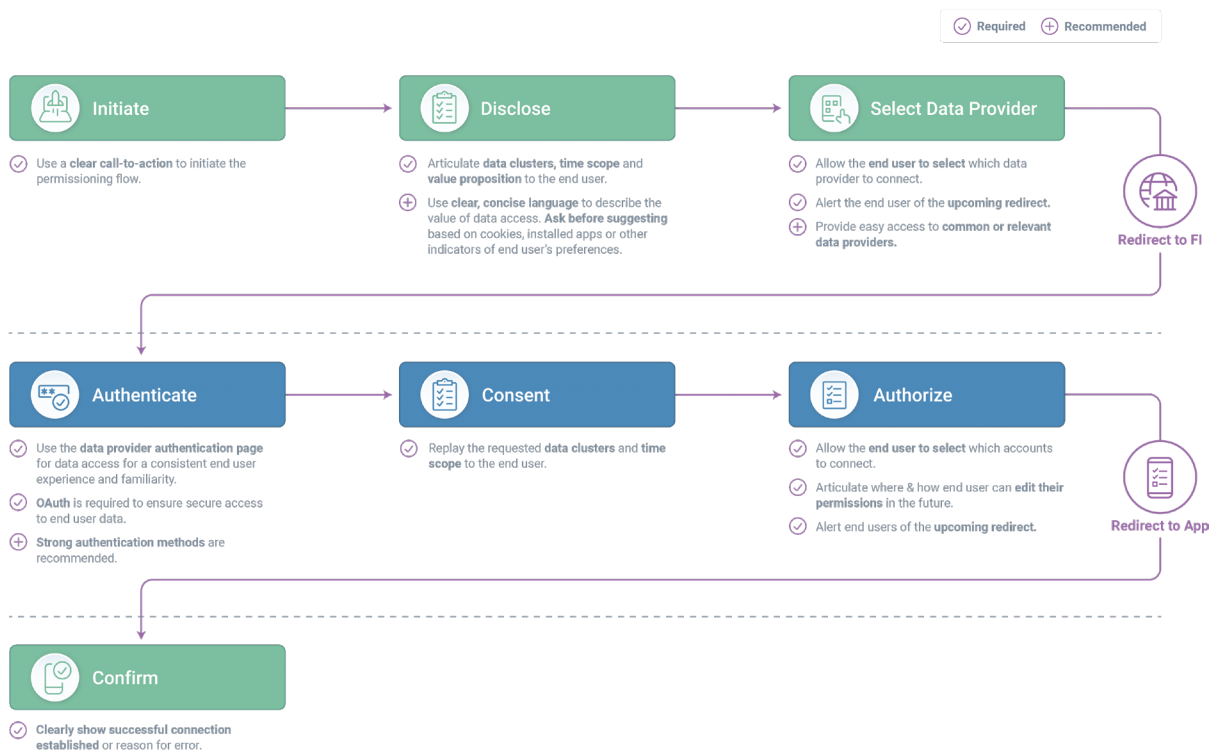 Required Recommended
Initiate
Disclose
Select Data Provider
Use a clear call-to-action to initiate the
permissioning flow.
Articulate data clusters, time scope and
value proposition to the end user.
Use clear, concise language to describe the
value of data access. Ask before suggesting
based on cookies, installed apps or other
indicators of end user's preferences.
Allow the end user to select which data
provider to connect.
Alert the end user of the upcoming redirect.
Provide easy access to common or relevant
data providers.
Redirect to FI
Authenticate
Consent
Authorize
Use the data provider authentication page
for data access for a consistent end user
experience and familiarity.
OAuth is required to ensure secure access
to end user data.
Strong authentication methods are
recommended.
Replay the requested data clusters and time
scope to the end user.
Allow the end user to select which accounts
to connect.
Articulate where & how end user can edit their
permissions in the future.
Alert end users of the upcoming redirect.
Redirect to App
Confirm
Clearly show successful connection
established or reason for error.